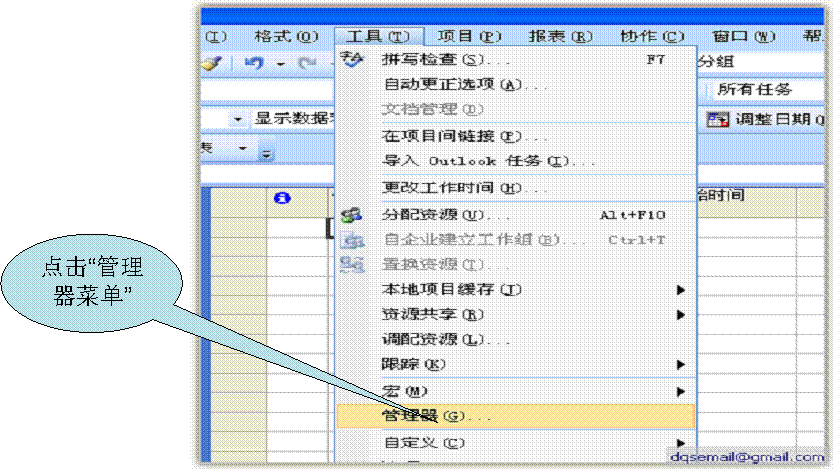 (I) 格式(O) 工具(T) 项目(P) 报表(R) 协作(C) 窗口(W) 帮
拼写检查(S)... F7 分组
自动更正选项(A)... 所有任务
文档管理(D)
显示数据 调整日期
在项目间链接(P)...
表
导入 Outlook 任务(I)...
更改工作时间(H)... 始时间
分配资源(U)... Alt+F10
自企业建立工作组(B)... Ctrl+T
置换资源(T)...
点击“管理
器菜单”
本地项目缓存(J)
资源共享(R)
调配资源(L)...
跟踪(K)
宏(M)
管理器(G)...
自定义(C)
dqsemail@gmail.com